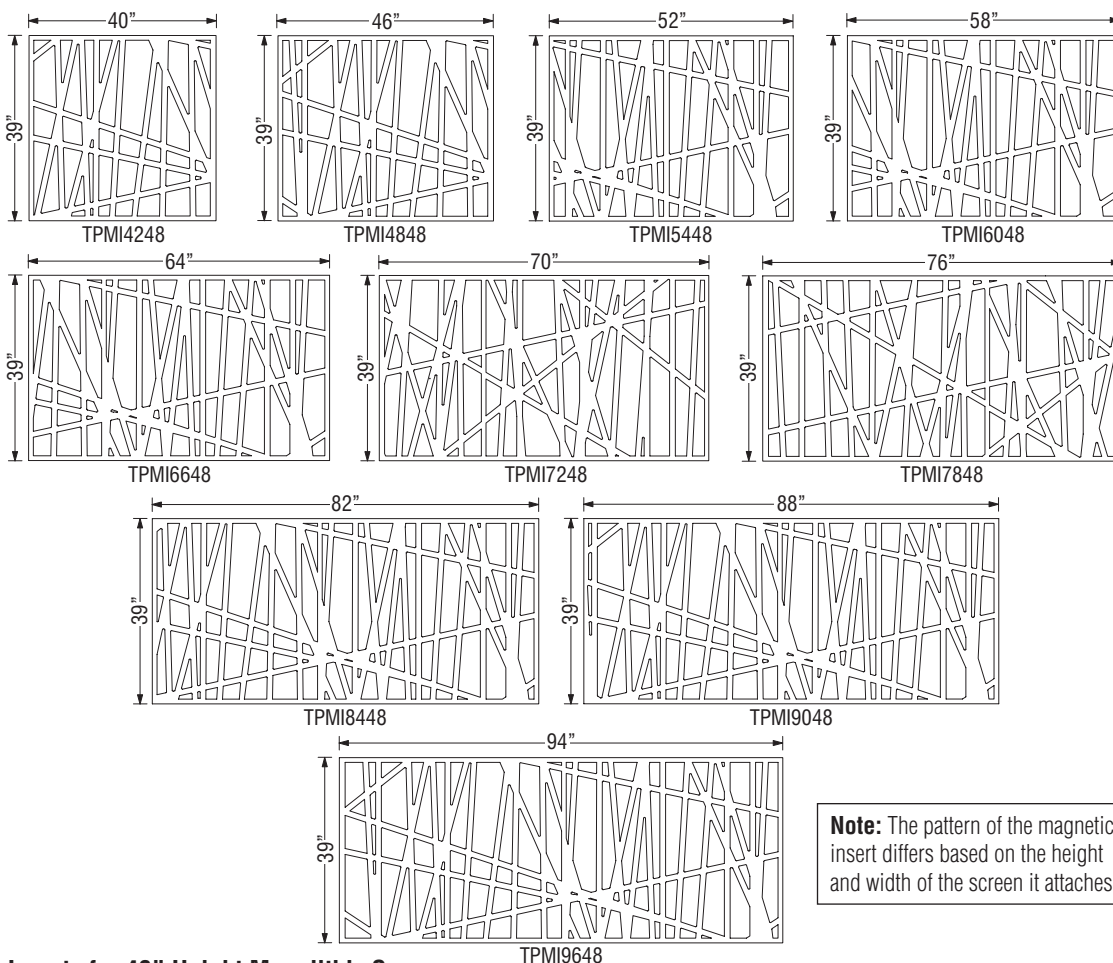 40” 46” 52” 58”
39” 39” 39” 39”
TPMI4248 TPMI4848 TPMI5448 TPMI6048
64” 70” 76”
39” 39” 39”
TPMI6648 TPMI7248 TPMI7848
82” 88”
39” 39”
TPMI8448 TPMI9048
94”
39”
TPMI9648
Note: The pattern of the magnetic
insert differs based on the height
and width of the screen it attaches